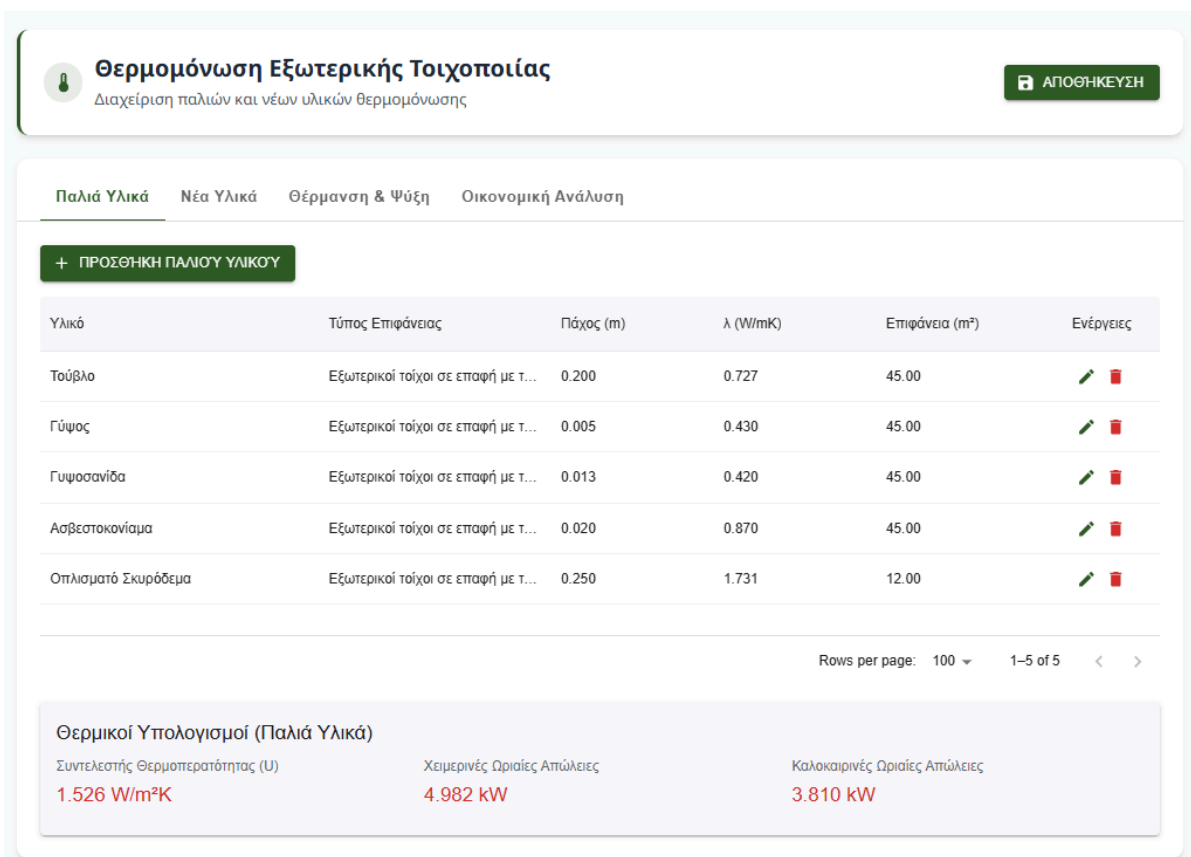 Θερμομόνωση Εξωτερικής Τοιχοποιίας
Διαχείριση παλιών και νέων υλικών θερμομόνωσης
ΑΠΟΘΉΚΕΥΣΗ
Παλιά Υλικά Νέα Υλικά Θέρμανση & Ψύξη Οικονομική Ανάλυση
+ ΠΡΟΣΘΉΚΗ ΠΑΛΙΟΎ ΥΛΙΚΟΎ
Υλικό Τύπος Επιφάνειας Πάχος (m) λ (W/mK) Επιφάνεια (m²) Ενέργειες
Τούβλο Εξωτερικοί τοίχοι σε επαφή με τ... 0.200 0.727 45.00
Γύψος Εξωτερικοί τοίχοι σε επαφή με τ... 0.005 0.430 45.00
Γυψοσανίδα Εξωτερικοί τοίχοι σε επαφή με τ... 0.013 0.420 45.00
Ασβεστοκονίαμα Εξωτερικοί τοίχοι σε επαφή με τ... 0.020 0.870 45.00
Οπλισματό Σκυρόδεμα Εξωτερικοί τοίχοι σε επαφή με τ... 0.250 1.731 12.00
Rows per page: 100 1–5 of 5
Θερμικοί Υπολογισμοί (Παλιά Υλικά)
Συντελεστής Θερμοπερατότητας (U) Χειμερινές Ωριαίες Απώλειες Καλοκαιρινές Ωριαίες Απώλειες
1.526 W/m²K 4.982 kW 3.810 kW